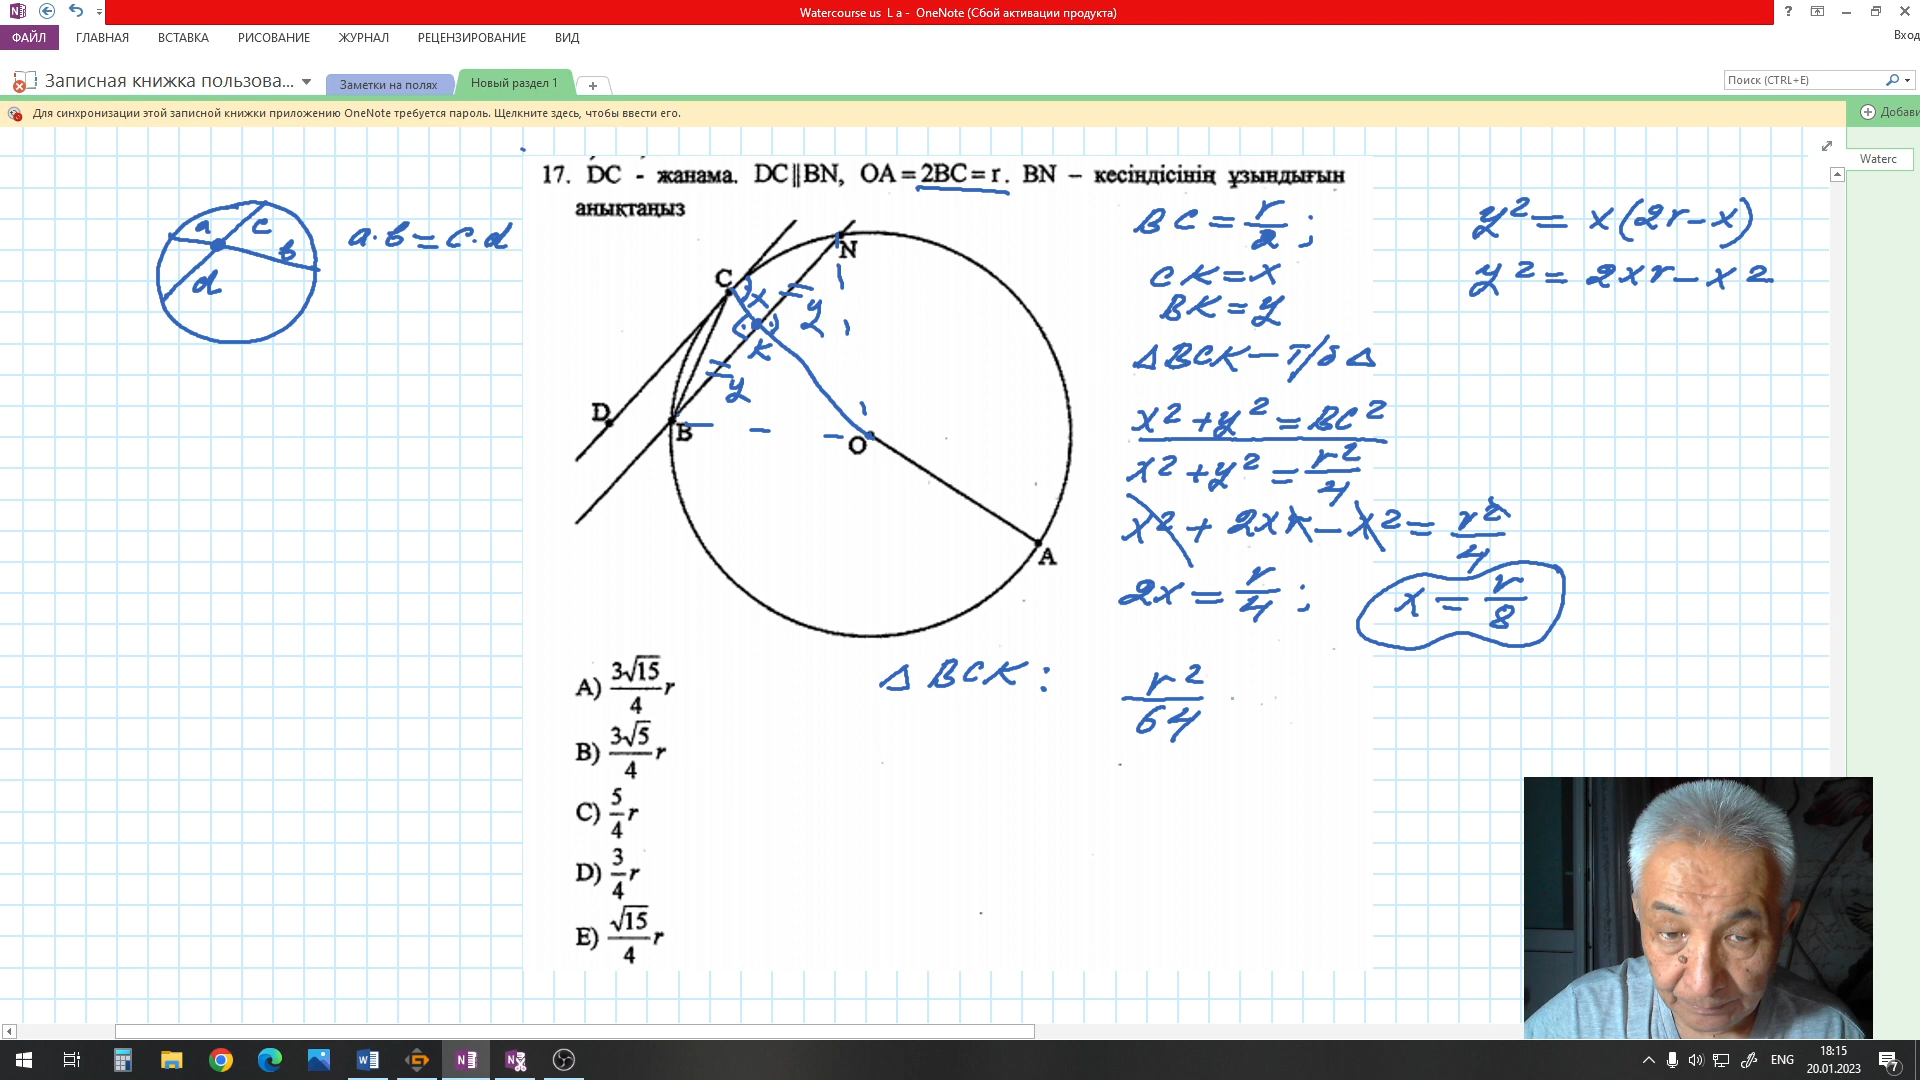 Watercourse us L a - OneNote (Сбой активации продукта)
ФАЙЛ ГЛАВНАЯ ВСТАВКА РИСОВАНИЕ ЖУРНАЛ РЕЦЕНЗИРОВАНИЕ ВИД
Вход
Записная книжка пользова... Заметки на полях Новый раздел 1
Поиск (CTRL+E)
Для синхронизации этой записной книжки приложению OneNote требуется пароль. Щелкните здесь, чтобы ввести его.
Добави
Waterc
17. DC - жанама. DC∥BN, OA=2BC=r. BN – кесіндісінің ұзындығын
анықтаңыз
a c b d
a·b=c·d
N
C
x
y
K
y
D
B
O
A
BC=r/2;
CK=x
BK=y
△BCK–Т/б△
x²+y²=BC²
x²+y²=r²/4
x²+2xr–x²=r²/4
2x=r/4; x=r/8
y²=x(2r–x)
y²=2xr–x²
△BCK: r²/64
A) 3√15/4 r
B) 3√5/4 r
C) 5/4 r
D) 3/4 r
E) √15/4 r
ENG
18:15
20.01.2023
7